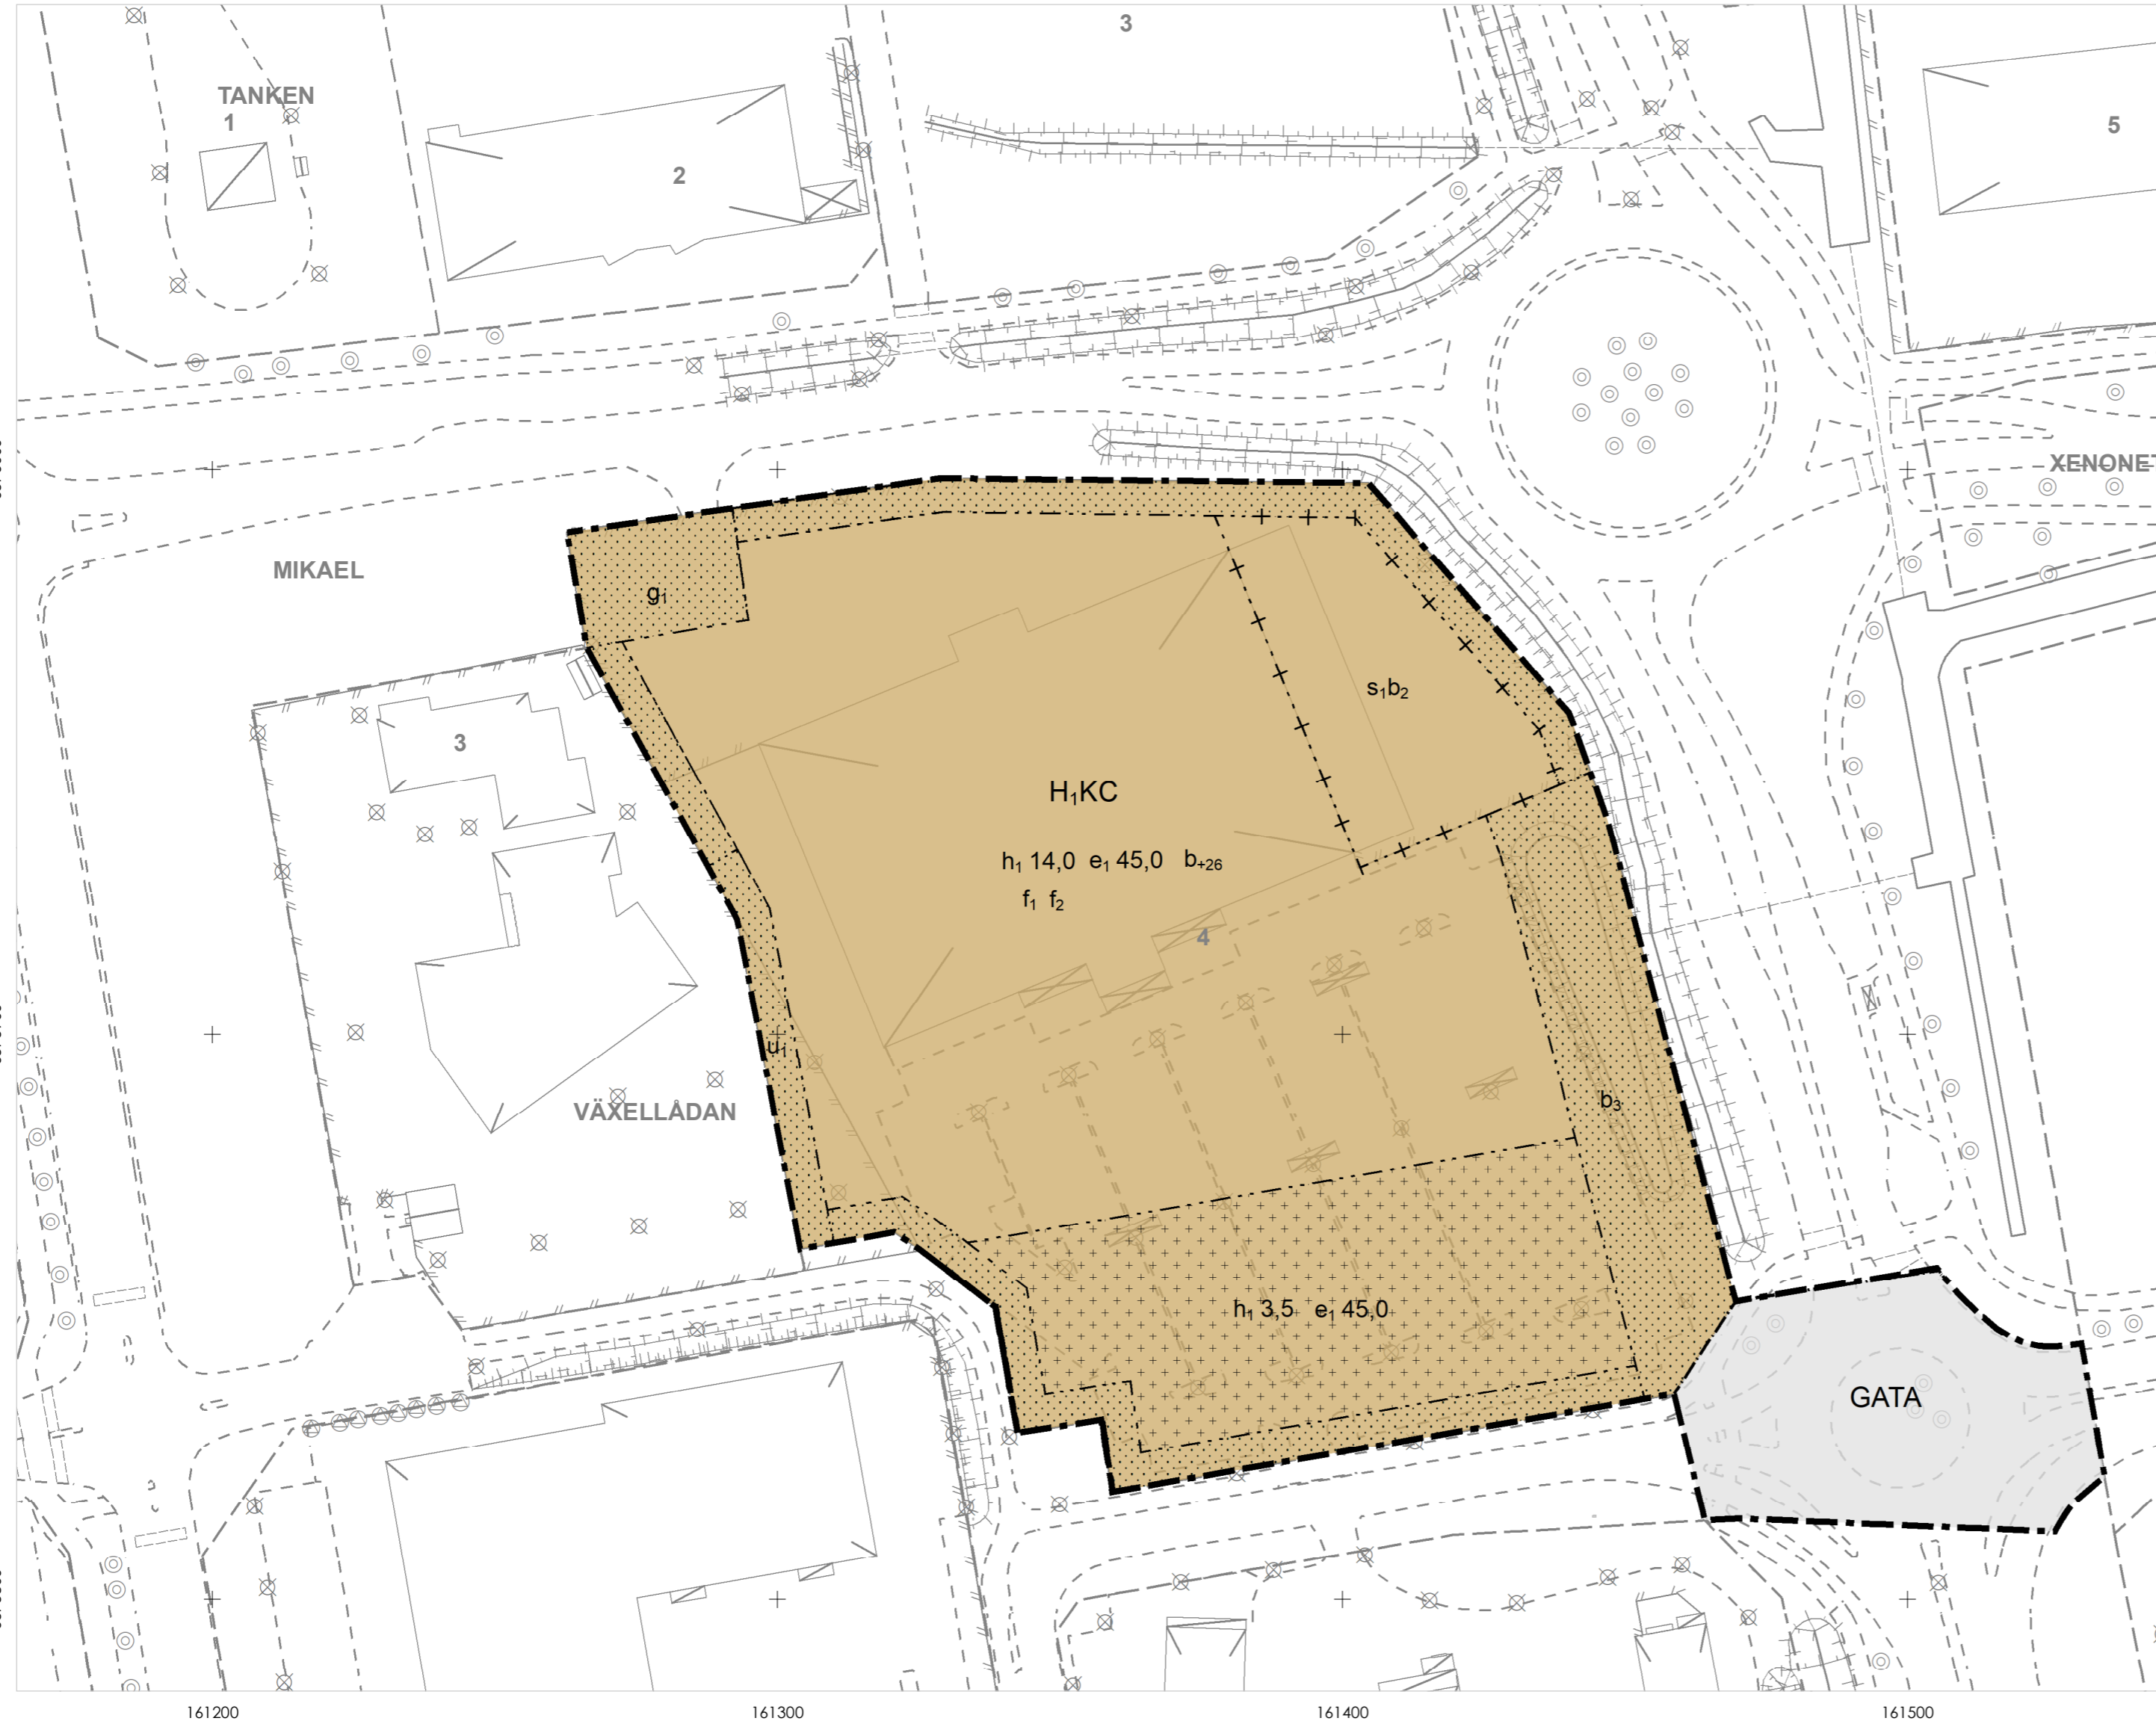 3
TANKEN
1
2
5
XENONET
MIKAEL
g₁
s₁b₂
3
H₁KC
h₁ 14,0 e₁ 45,0 b₊₂₆
f₁ f₂
4
u₁
b₃
VÄXELLÅDAN
h₁ 3,5 e₁ 45,0
GATA
161200 161300 161400 161500